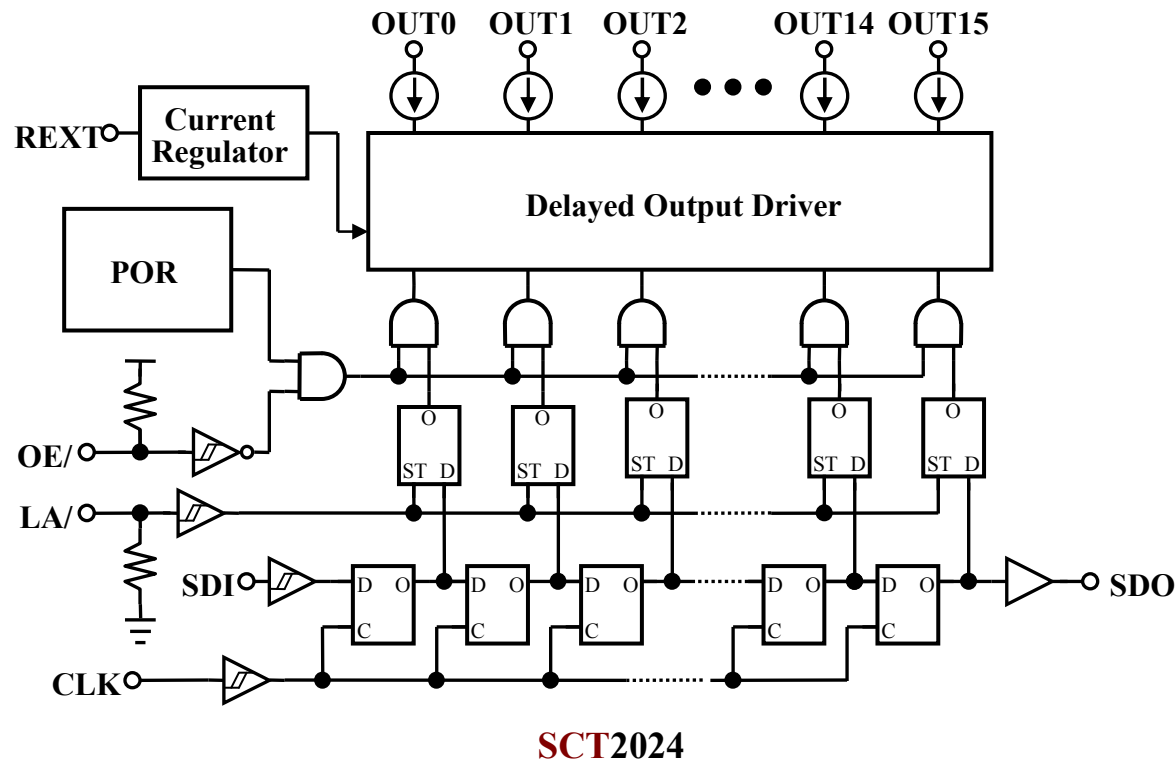 OUT0 OUT1 OUT2 OUT14 OUT15
Current
Regulator
REXT
Delayed Output Driver
POR
O O O O O
OE/
ST D ST D ST D ST D ST D
LA/
SDI
D O D O D O D O D O
SDO
C C C C C
CLK
SCT2024